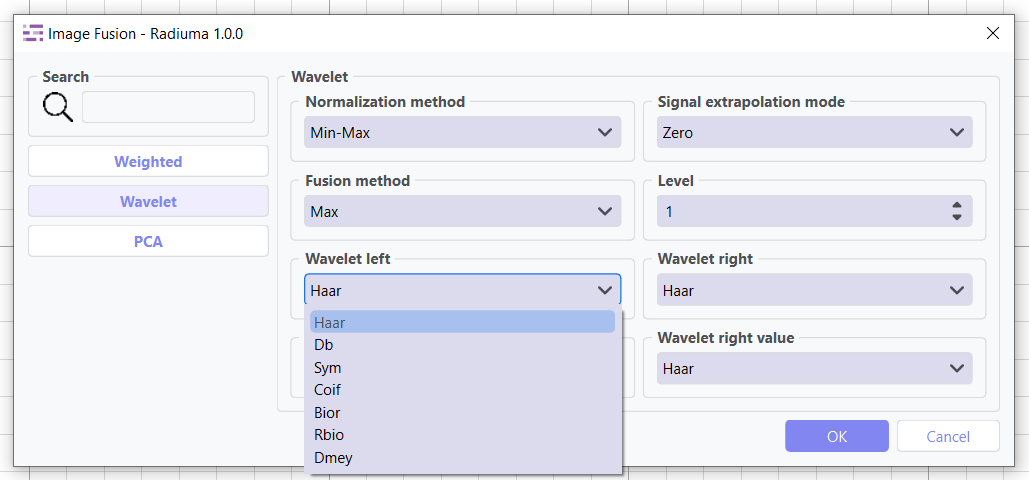 Image Fusion - Radiuma 1.0.0
Search
Weighted
Wavelet
PCA
Wavelet
Normalization method
Min-Max
Signal extrapolation mode
Zero
Fusion method
Max
Level
1
Wavelet left
Haar
Wavelet right
Haar
Haar
Db
Sym
Coif
Bior
Rbio
Dmey
Wavelet right value
Haar
OK
Cancel